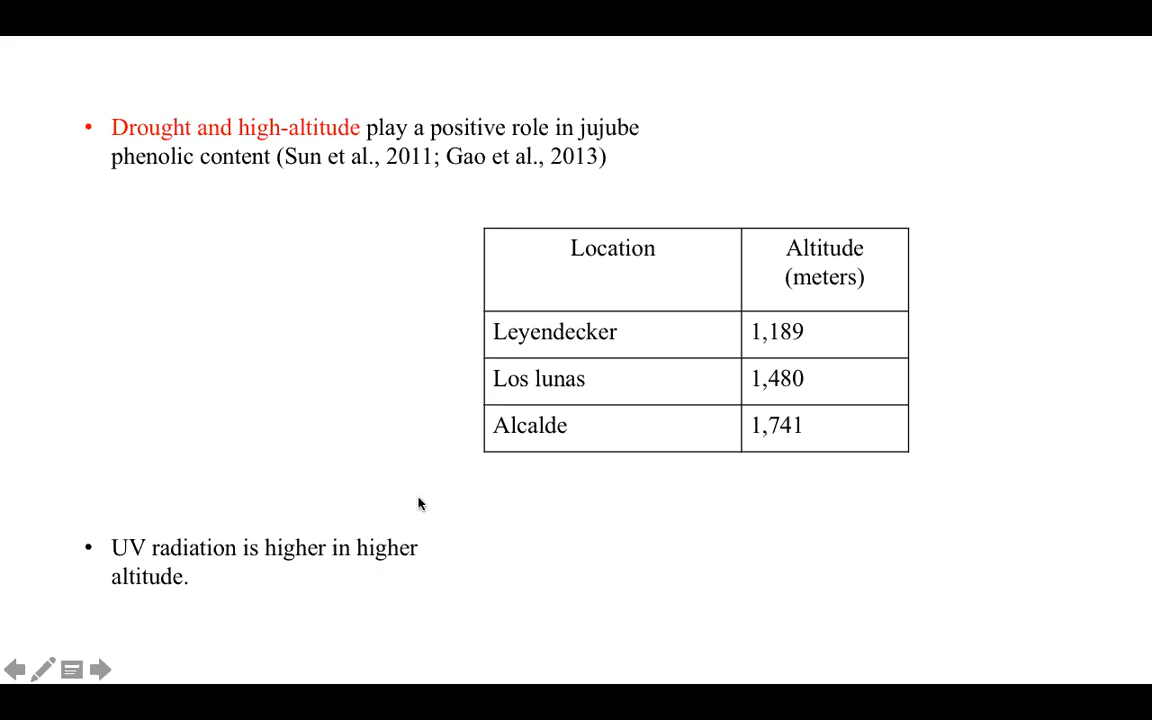 • Drought and high-altitude play a positive role in jujube
phenolic content (Sun et al., 2011; Gao et al., 2013)
Location Altitude
(meters)
Leyendecker 1,189
Los lunas 1,480
Alcalde 1,741
• UV radiation is higher in higher
altitude.